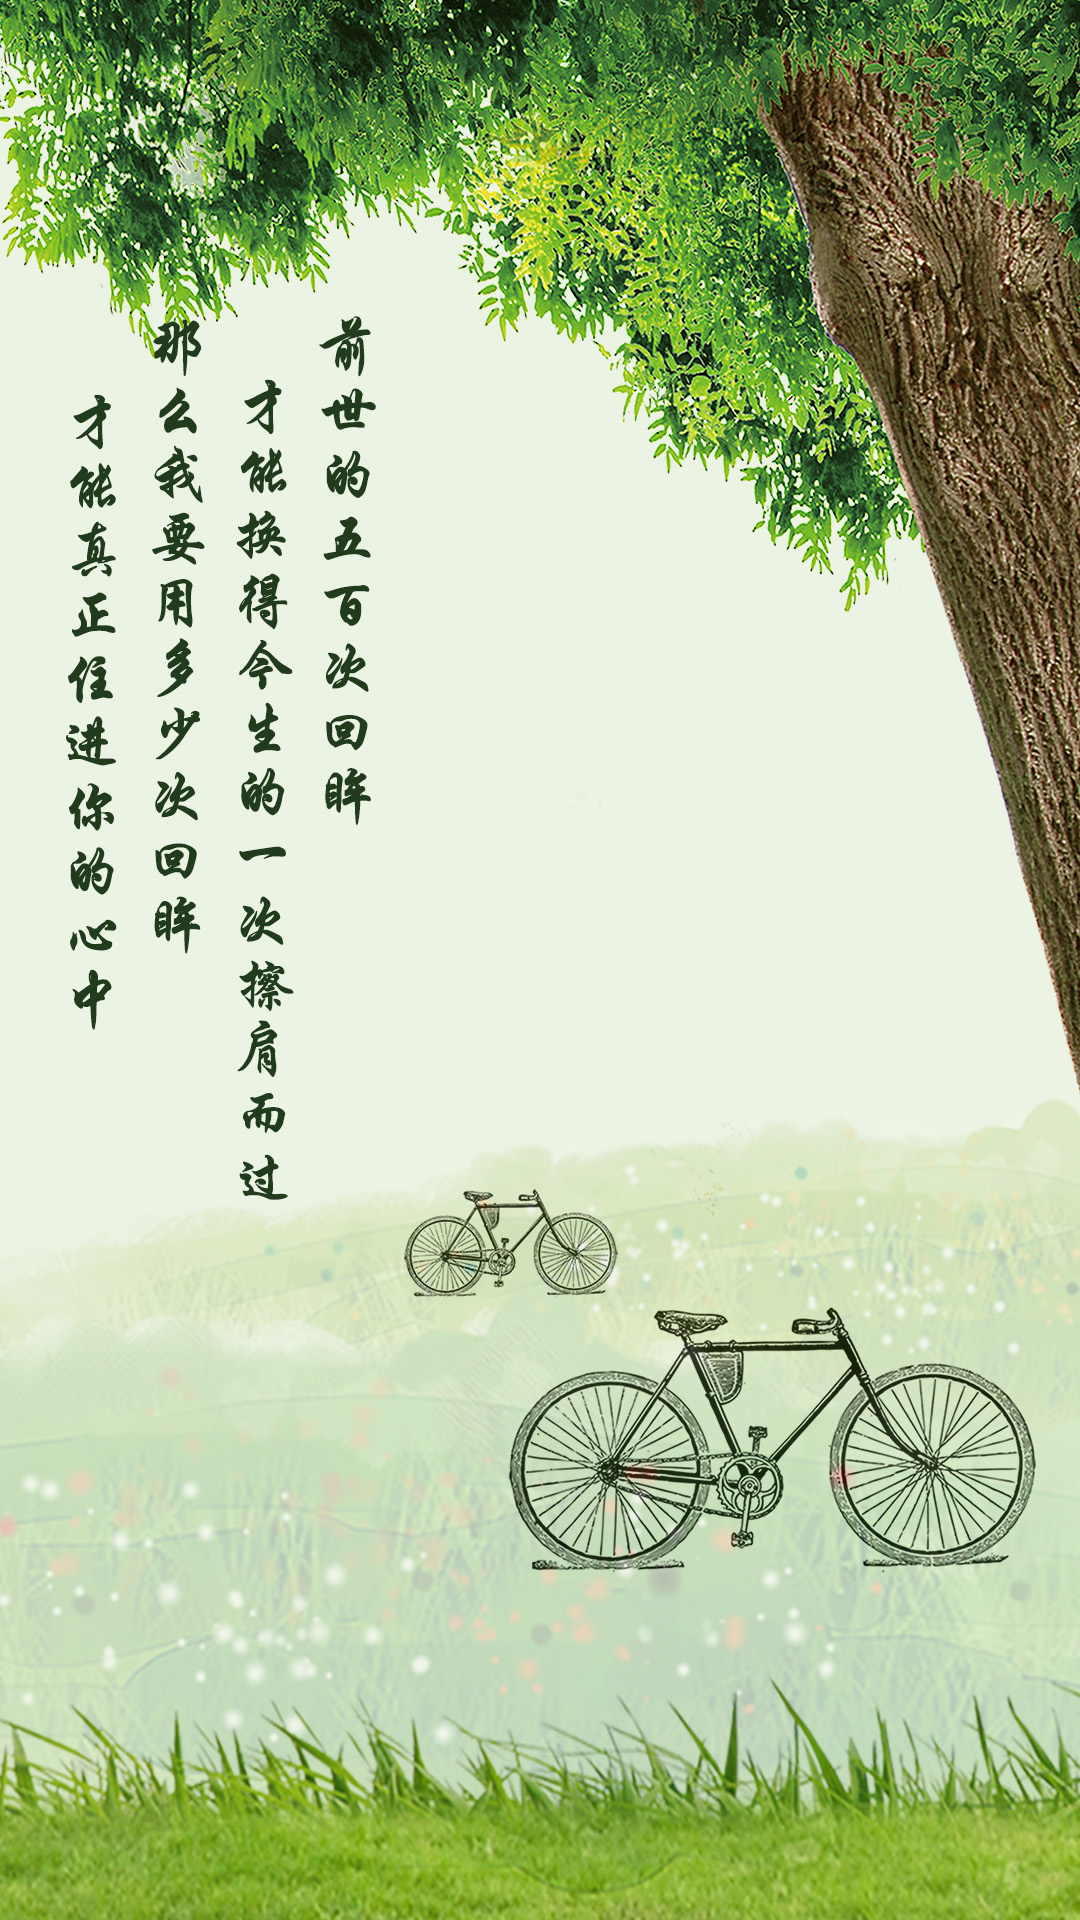 前世的五百次回眸
才能换得今生的一次擦肩而过
那么我要用多少次回眸
才能真正住进你的心中